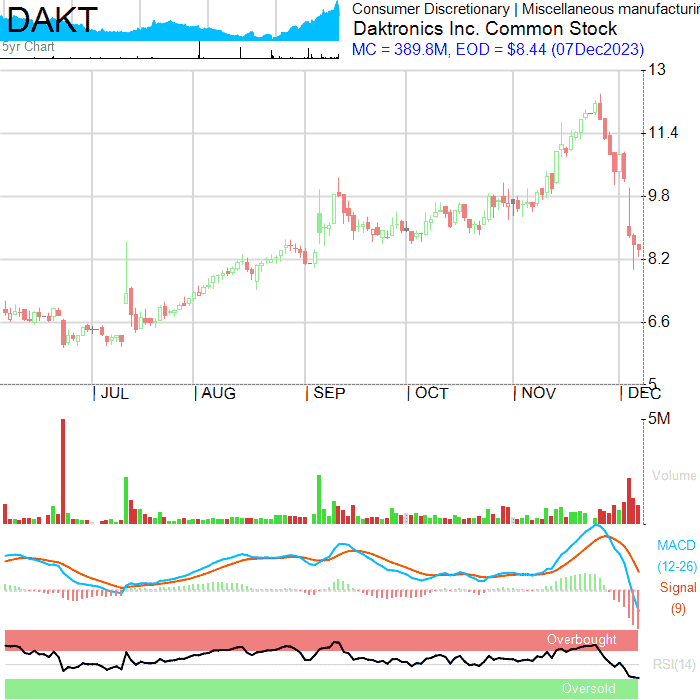 DAKT
5yr Chart
Consumer Discretionary | Miscellaneous manufacturin
Daktronics Inc. Common Stock
MC = 389.8M, EOD = $8.44 (07Dec2023)
13
11.4
9.8
8.2
6.6
5
JUL AUG SEP OCT NOV DEC
5M
Volume
MACD
(12-26)
Signal
(9)
Overbought
RSI(14)
Oversold